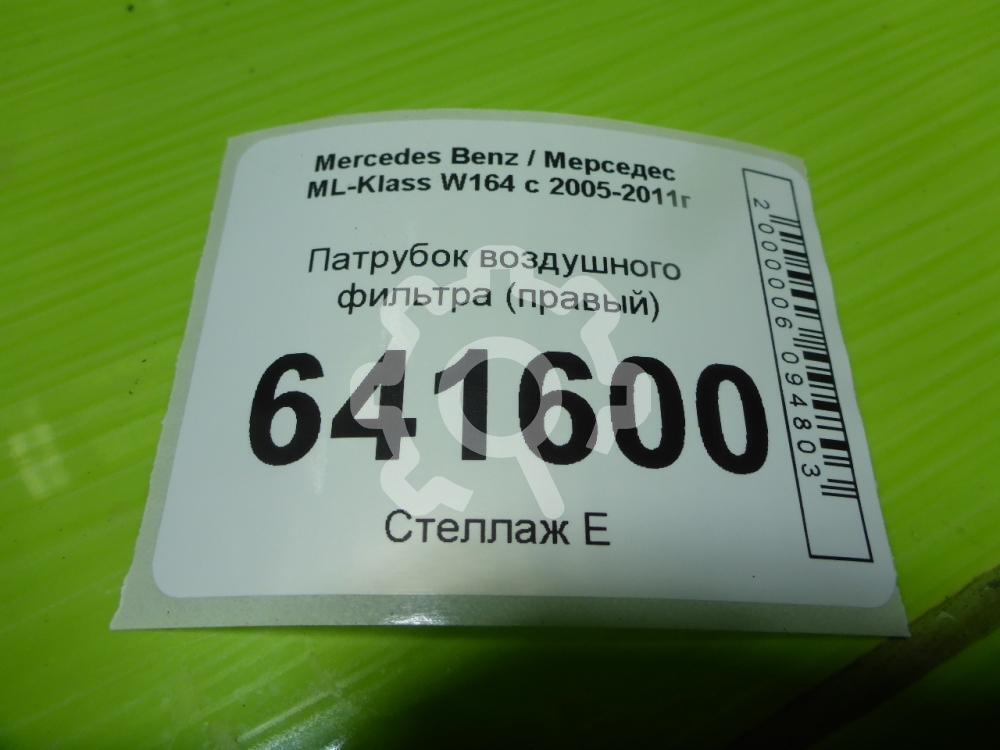 Mercedes Benz / Мерседес
ML-Klass W164 с 2005-2011г
Патрубок воздушного
фильтра (правый)
641600
Стеллаж Е
2000006094803